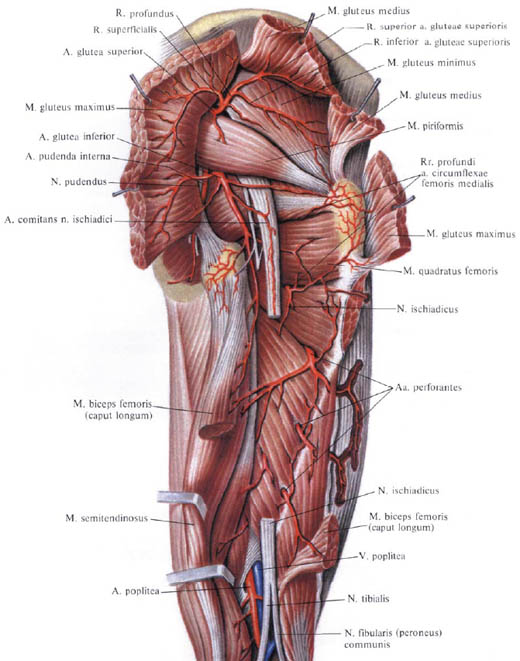 R. profundus
R. superficialis
A. glutea superior
M. gluteus maximus
A. glutea inferior
A. pudenda interna
N. pudendus
A. comitans n. ischiadici
M. biceps femoris
(caput longum)
M. semitendinosus
A. poplitea
M. gluteus medius
R. superior a. gluteae superioris
R. inferior a. gluteae superioris
M. gluteus minimus
M. gluteus medius
M. piriformis
Rr. profundi
a. circumflexae
femoris medialis
M. gluteus maximus
M. quadratus femoris
N. ischiadicus
Aa. perforantes
N. ischiadicus
M. biceps femoris
(caput longum)
V. poplitea
N. tibialis
N. fibularis (peroneus)
communis